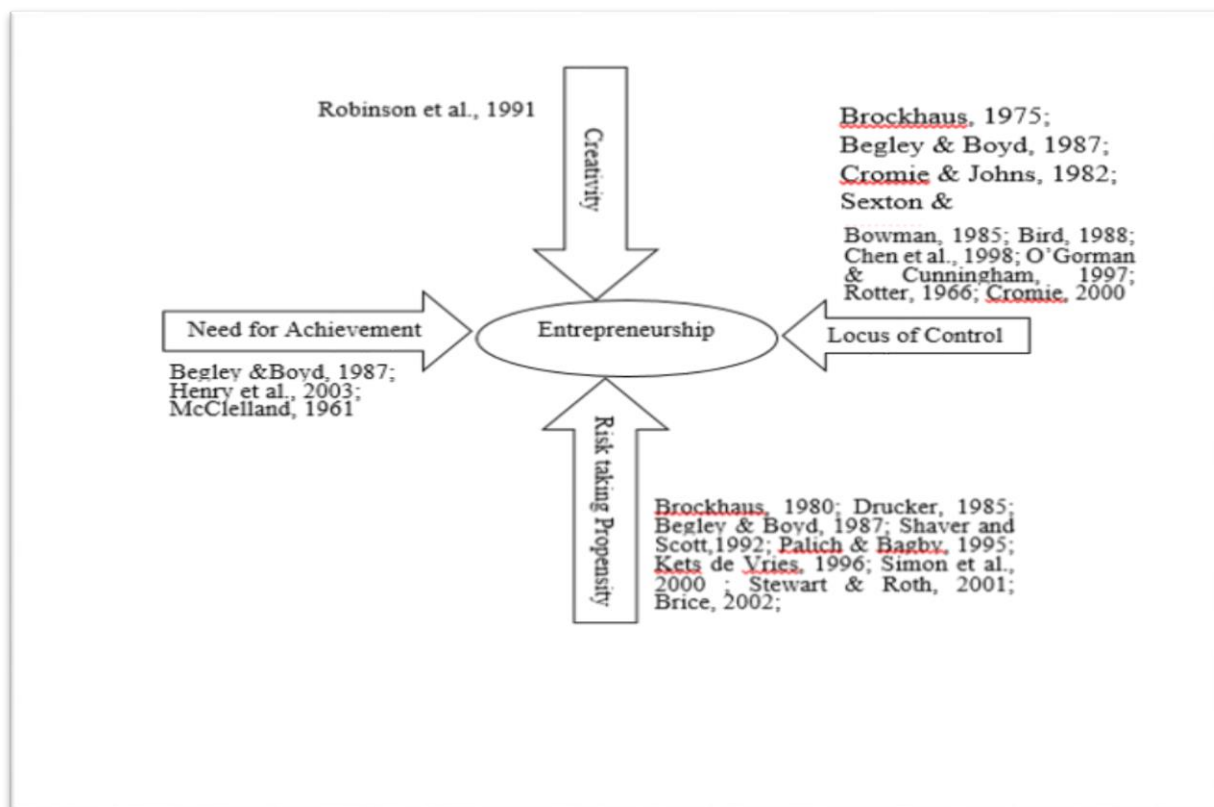 Robinson et al., 1991
Creativity
Brockhaus, 1975;
Begley & Boyd, 1987;
Cromie & Johns, 1982;
Sexton &
Bowman, 1985; Bird, 1988;
Chen et al., 1998; O'Gorman
& Cunningham, 1997;
Rotter, 1966; Cromie, 2000
Need for Achievement
Entrepreneurship
Locus of Control
Begley &Boyd, 1987;
Henry et al., 2003;
McClelland, 1961
Risk taking Propensity
Brockhaus, 1980; Drucker, 1985;
Begley & Boyd, 1987; Shaver and
Scott,1992; Palich & Bagby, 1995;
Kets de Vries, 1996; Simon et al.,
2000 ; Stewart & Roth, 2001;
Brice, 2002;